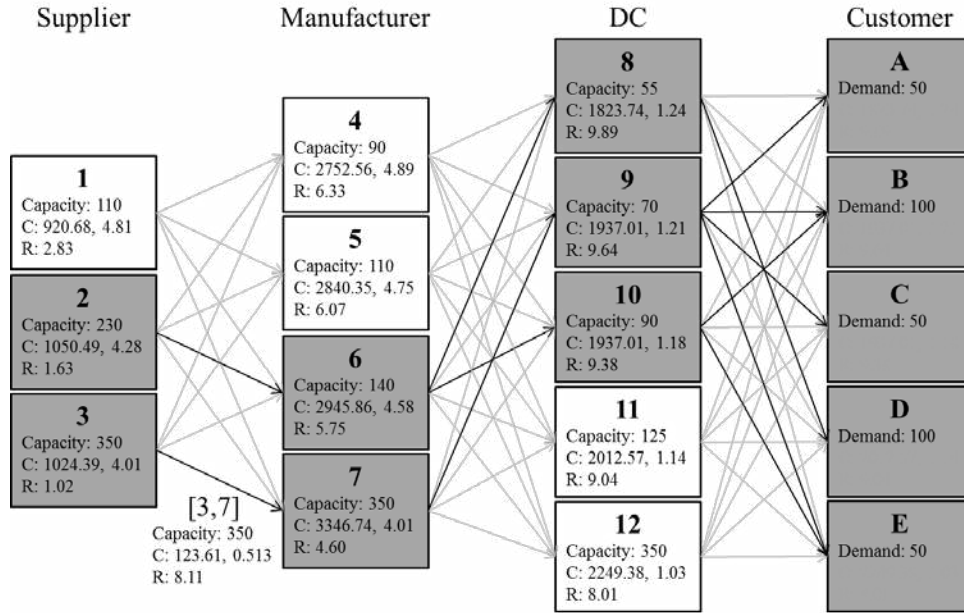 Supplier
Manufacturer
DC
Customer
1
Capacity: 110
C: 920.68, 4.81
R: 2.83
2
Capacity: 230
C: 1050.49, 4.28
R: 1.63
3
Capacity: 350
C: 1024.39, 4.01
R: 1.02
[3,7]
Capacity: 350
C: 123.61, 0.513
R: 8.11
4
Capacity: 90
C: 2752.56, 4.89
R: 6.33
5
Capacity: 110
C: 2840.35, 4.75
R: 6.07
6
Capacity: 140
C: 2945.86, 4.58
R: 5.75
7
Capacity: 350
C: 3346.74, 4.01
R: 4.60
8
Capacity: 55
C: 1823.74, 1.24
R: 9.89
9
Capacity: 70
C: 1937.01, 1.21
R: 9.64
10
Capacity: 90
C: 1937.01, 1.18
R: 9.38
11
Capacity: 125
C: 2012.57, 1.14
R: 9.04
12
Capacity: 350
C: 2249.38, 1.03
R: 8.01
A
Demand: 50
B
Demand: 100
C
Demand: 50
D
Demand: 100
E
Demand: 50